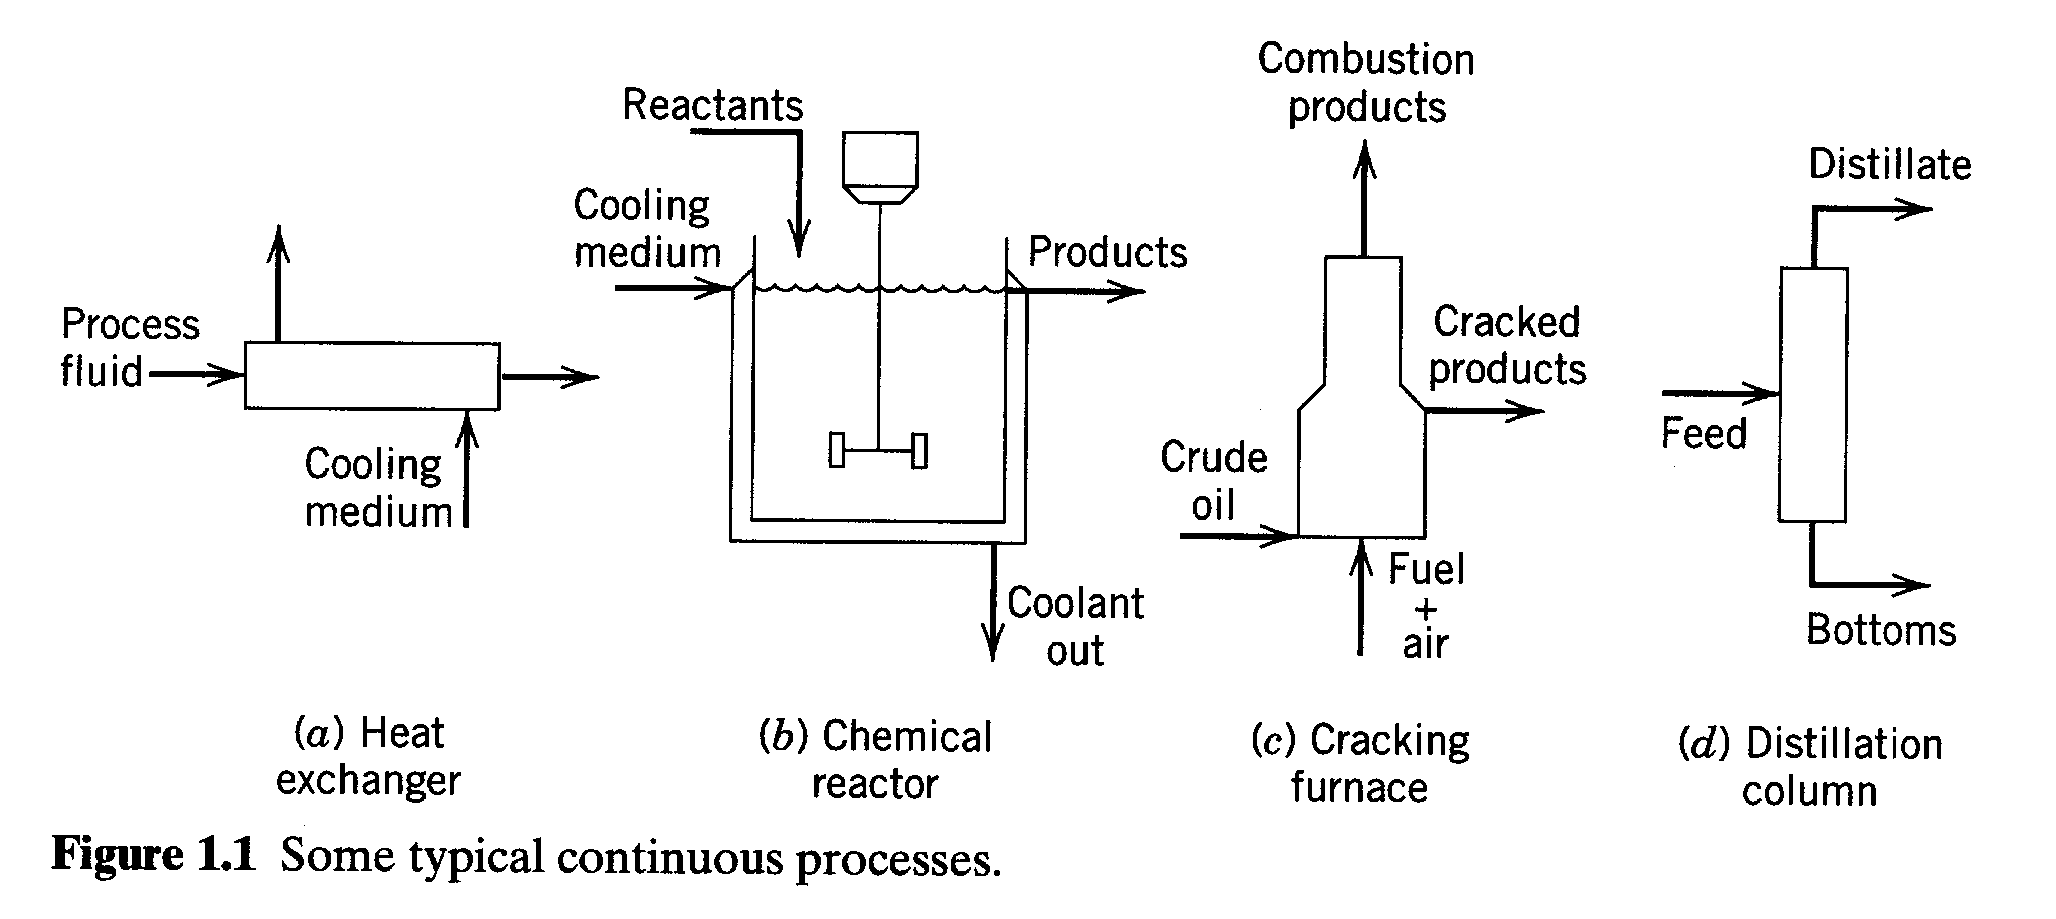 Process
fluid
Cooling
medium
(a) Heat
exchanger
Reactants
Cooling
medium
Products
Coolant
out
(b) Chemical
reactor
Combustion
products
Cracked
products
Crude
oil
Fuel
+
air
(c) Cracking
furnace
Distillate
Feed
Bottoms
(d) Distillation
column
Figure 1.1 Some typical continuous processes.